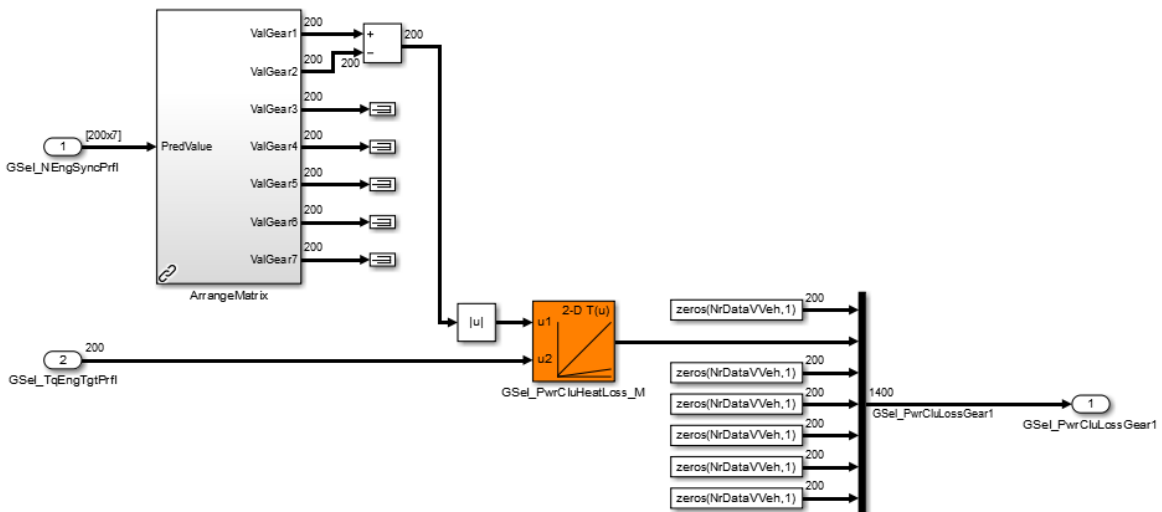 200
ValGear1
+
200
200
ValGear2
200
−
200
ValGear3
200
ValGear4
[200x7]
1
PredValue
GSel_NEngSyncPrfl
200
ValGear5
200
ValGear6
200
ValGear7
ArrangeMatrix
|u|
2-D T(u)
u1
u2
GSel_PwrCluHeatLoss_M
200
2
GSel_TqEngTgtPrfl
zeros(NrDataVVeh,1)
200
zeros(NrDataVVeh,1)
200
zeros(NrDataVVeh,1)
200
zeros(NrDataVVeh,1)
200
zeros(NrDataVVeh,1)
200
zeros(NrDataVVeh,1)
200
1400
GSel_PwrCluLossGear1
1
GSel_PwrCluLossGear1